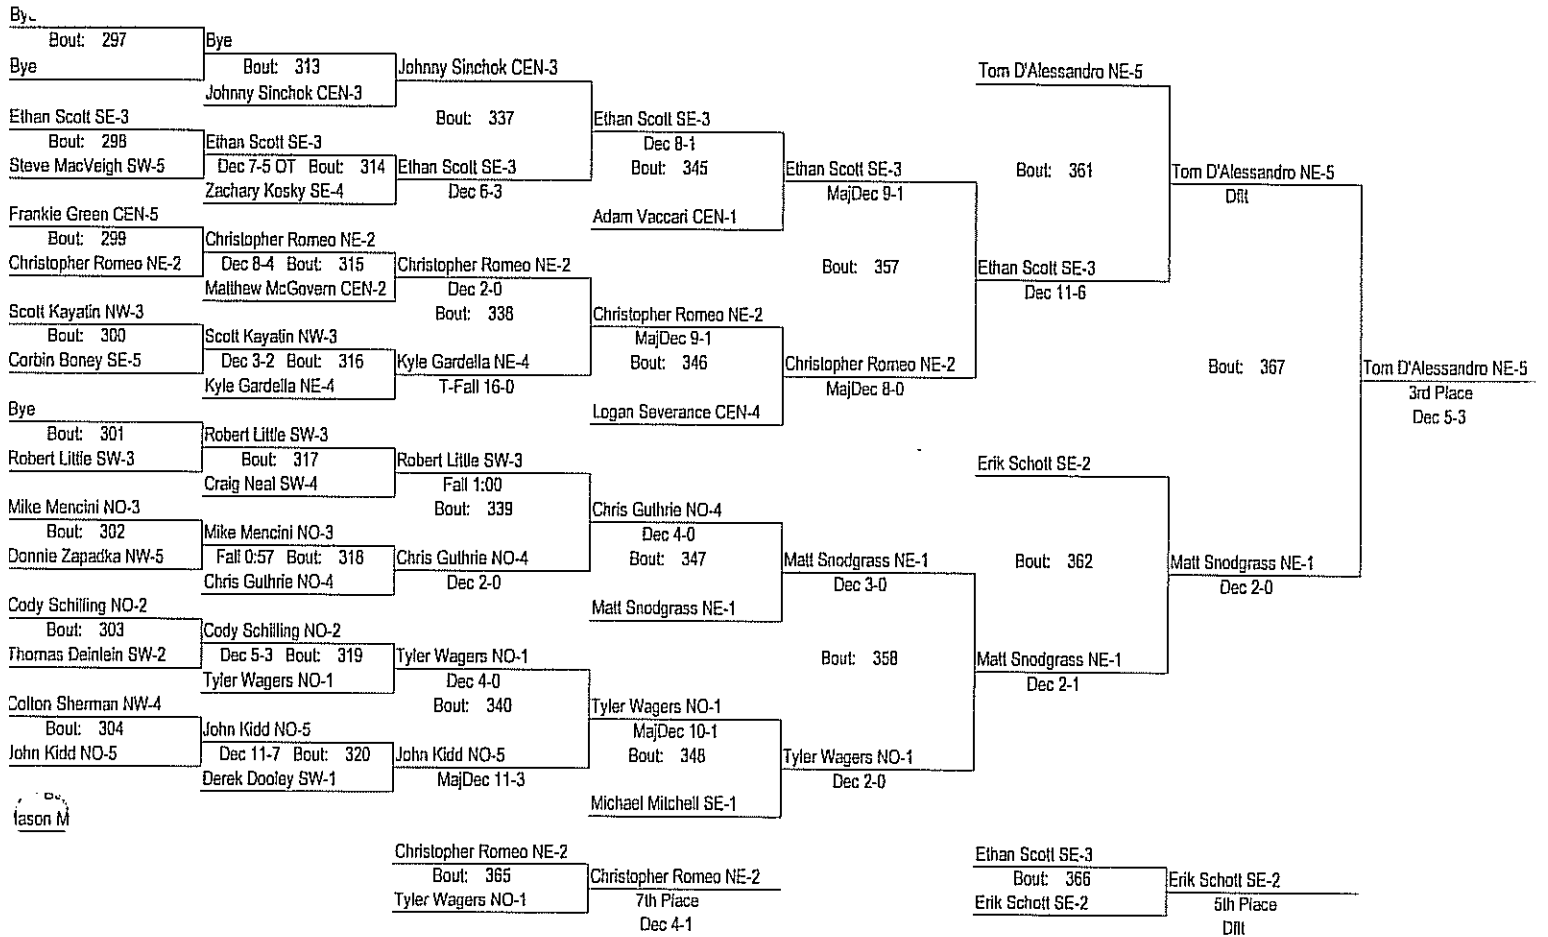 Bye
Bout: 297
Bye
Bye
Bout: 313
Johnny Sinchok CEN-3
Johnny Sinchok CEN-3
Ethan Scott SE-3
Bout: 298
Steve MacVeigh SW-5
Ethan Scott SE-3
Dec 7-5 OT Bout: 314
Zachary Kosky SE-4
Bout: 337
Ethan Scott SE-3
Dec 6-3
Frankie Green CEN-5
Bout: 299
Christopher Romeo NE-2
Christopher Romeo NE-2
Dec 8-4 Bout: 315
Matthew McGovern CEN-2
Christopher Romeo NE-2
Dec 2-0
Bout: 338
Scott Kayatin NW-3
Bout: 300
Corbin Boney SE-5
Scott Kayatin NW-3
Dec 3-2 Bout: 316
Kyle Gardella NE-4
Kyle Gardella NE-4
T-Fall 16-0
Bye
Bout: 301
Robert Little SW-3
Robert Little SW-3
Bout: 317
Craig Neal SW-4
Robert Little SW-3
Fall 1:00
Bout: 339
Mike Mencini NO-3
Bout: 302
Donnie Zapadka NW-5
Mike Mencini NO-3
Fall 0:57 Bout: 318
Chris Guthrie NO-4
Chris Guthrie NO-4
Dec 2-0
Cody Schilling NO-2
Bout: 303
Thomas Deinlein SW-2
Cody Schilling NO-2
Dec 5-3 Bout: 319
Tyler Wagers NO-1
Tyler Wagers NO-1
Dec 4-0
Bout: 340
Colton Sherman NW-4
Bout: 304
John Kidd NO-5
John Kidd NO-5
Dec 11-7 Bout: 320
Derek Dooley SW-1
John Kidd NO-5
MajDec 11-3
Ethan Scott SE-3
Dec 8-1
Bout: 345
Adam Vaccari CEN-1
Ethan Scott SE-3
MajDec 9-1
Christopher Romeo NE-2
MajDec 9-1
Bout: 346
Logan Severance CEN-4
Bout: 357
Christopher Romeo NE-2
MajDec 8-0
Chris Guthrie NO-4
Dec 4-0
Bout: 347
Matt Snodgrass NE-1
Matt Snodgrass NE-1
Dec 3-0
Tyler Wagers NO-1
MajDec 10-1
Bout: 348
Michael Mitchell SE-1
Bout: 358
Tyler Wagers NO-1
Dec 2-0
Tom D'Alessandro NE-5
Bout: 361
Ethan Scott SE-3
Dec 11-6
Tom D'Alessandro NE-5
Dflt
Erik Schott SE-2
Bout: 362
Matt Snodgrass NE-1
Dec 2-1
Matt Snodgrass NE-1
Dec 2-0
Bout: 367
Tom D'Alessandro NE-5
3rd Place
Dec 5-3
Christopher Romeo NE-2
Bout: 365
Tyler Wagers NO-1
Christopher Romeo NE-2
7th Place
Dec 4-1
Ethan Scott SE-3
Bout: 366
Erik Schott SE-2
Erik Schott SE-2
5th Place
Dflt